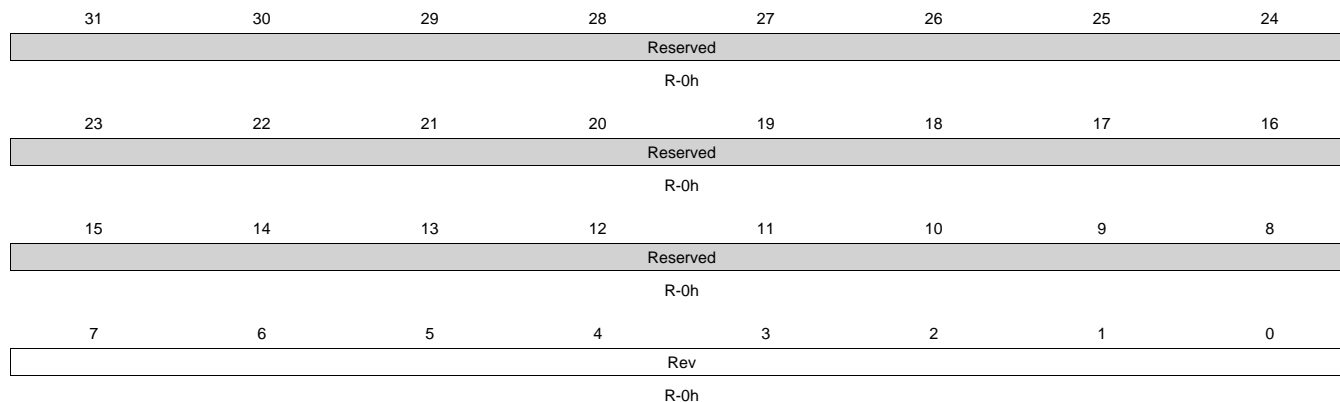 31 30 29 28 27 26 25 24
Reserved
R-0h
23 22 21 20 19 18 17 16
Reserved
R-0h
15 14 13 12 11 10 9 8
Reserved
R-0h
7 6 5 4 3 2 1 0
Rev
R-0h